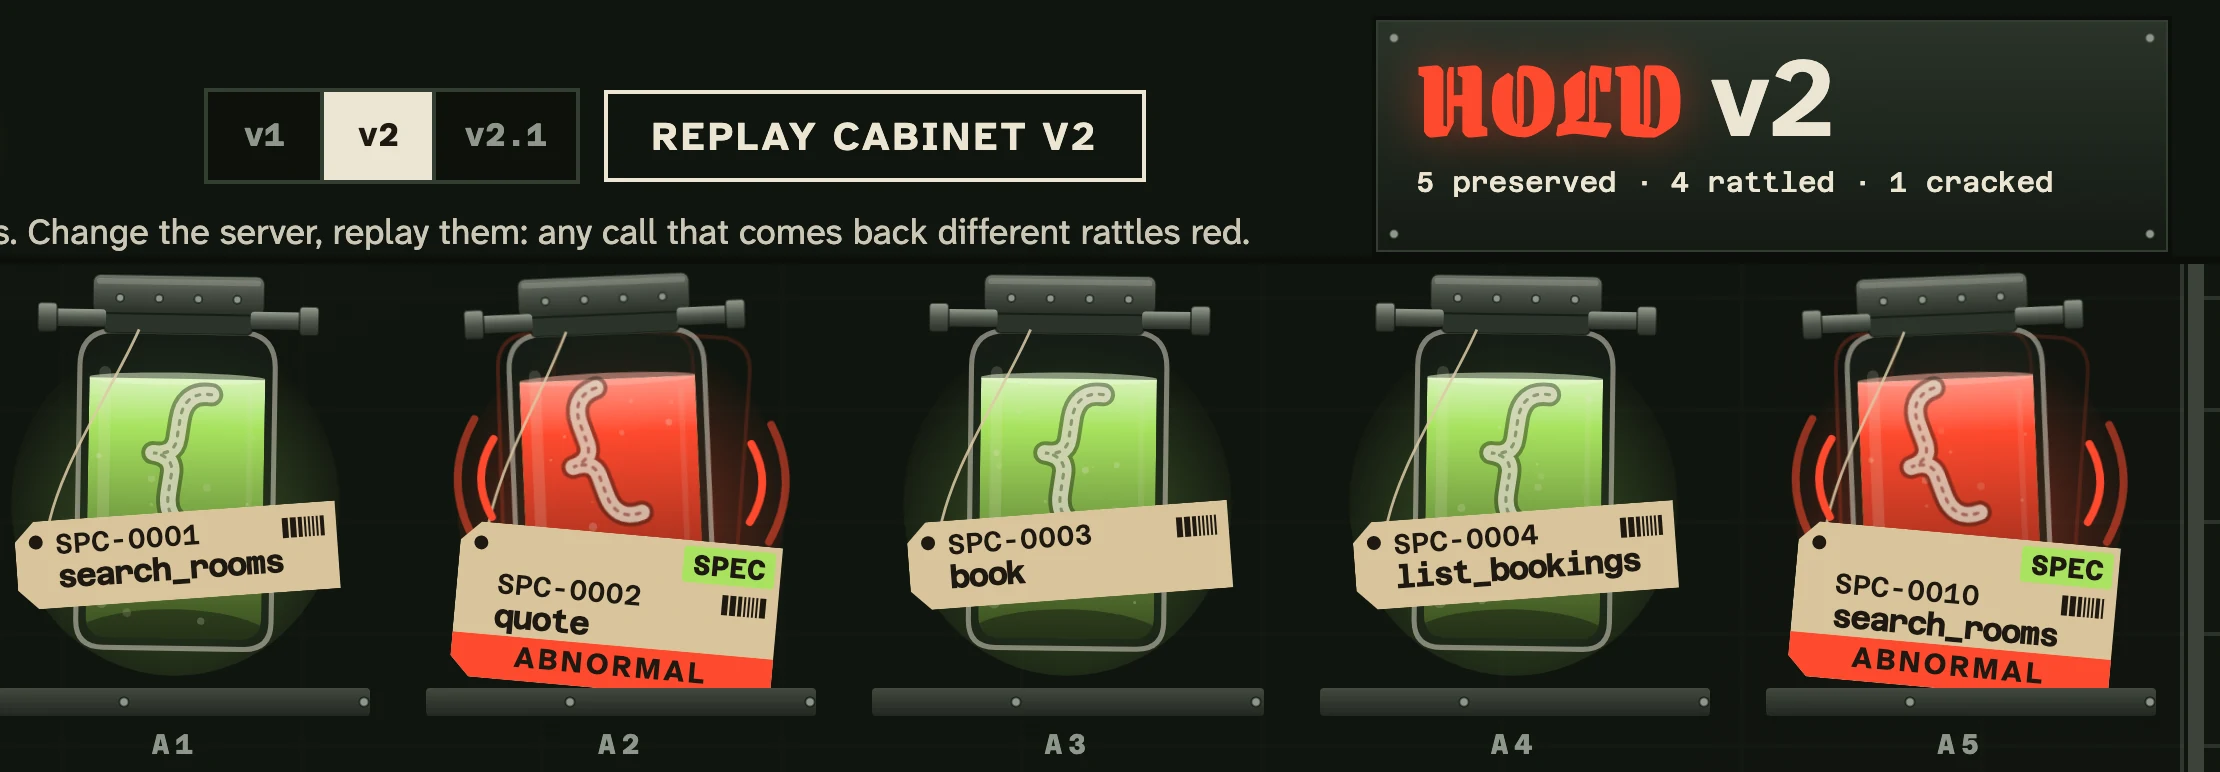 v1 v2 v2.1
REPLAY CABINET V2
HOLD v2
5 preserved · 4 rattled · 1 cracked
s. Change the server, replay them: any call that comes back different rattles red.
SPC-0001
search_rooms
SPEC
SPC-0002
quote
ABNORMAL
SPC-0003
book
SPC-0004
list_bookings
SPEC
SPC-0010
search_rooms
ABNORMAL
A1
A2
A3
A4
A5